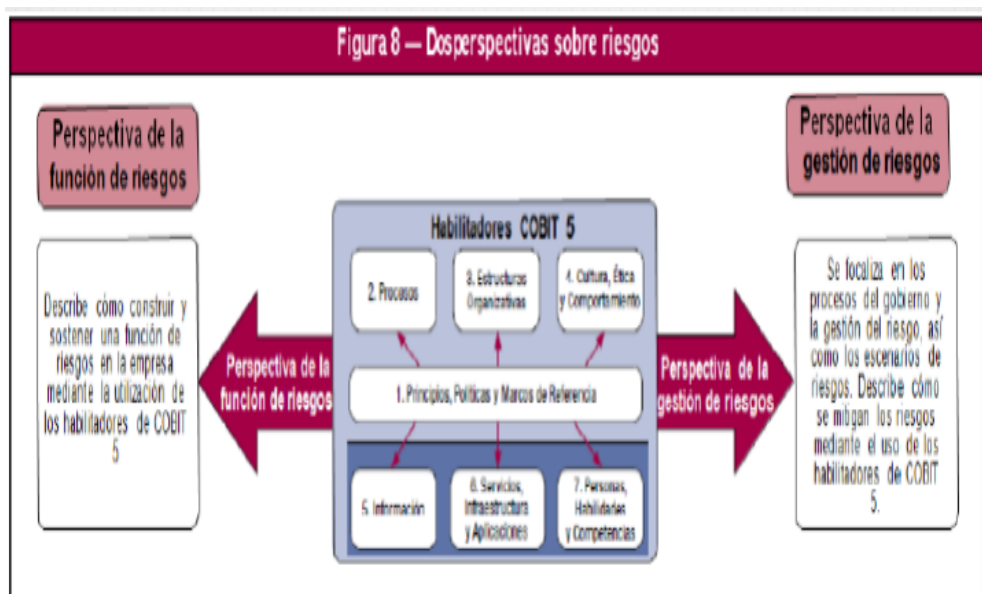 Figura 8 — Dosperspectivas sobre riesgos
Perspectiva de la
función de riesgos
Describe cómo construir y
sostener una función de
riesgos en la empresa
mediante la utilización de
los habilitadores de COBIT
5
Perspectiva de la
función de riesgos
Habilitadores COBIT 5
2. Procesos
3. Estructuras
Organizativas
4. Cultura, Ética
y Comportamiento
1. Principios, Políticas y Marcos de Referencia
5. Información
6. Servicios,
Infraestructura
y Aplicaciones
7. Personas,
Habilidades
y Competencias
Perspectiva de la
gestión de riesgos
Perspectiva de la
gestión de riesgos
Se focaliza en los
procesos del gobierno y
la gestión del riesgo, así
como los escenarios de
riesgos. Describe cómo
se mitigan los riesgos
mediante el uso de los
habilitadores de COBIT
5.